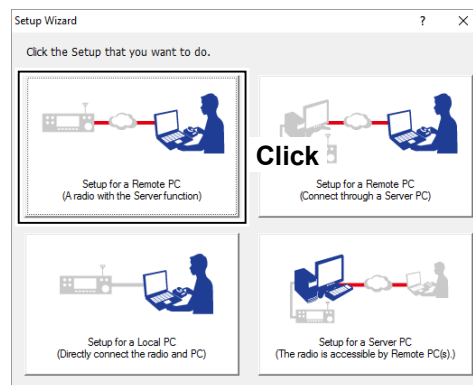 Setup Wizard
?
Click the Setup that you want to do.
Click
Setup for a Remote PC
(A radio with the Server function)
Setup for a Remote PC
(Connect through a Server PC)
Setup for a Local PC
(Directly connect the radio and PC)
Setup for a Server PC
(The radio is accessible by Remote PC(s).)